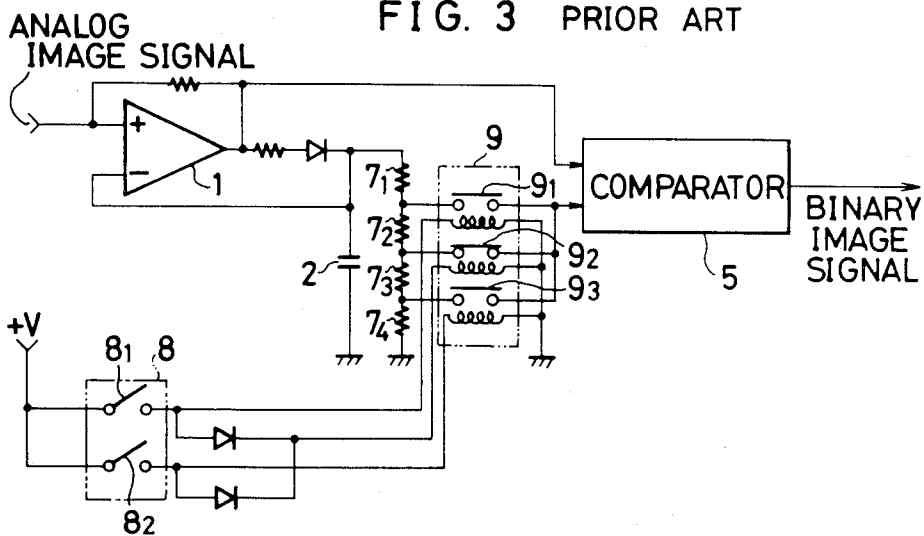 FIG. 3 PRIOR ART
ANALOG
IMAGE SIGNAL
+
−
1
2
7₁
7₂
7₃
7₄
9
9₁
9₂
9₃
COMPARATOR
5
BINARY
IMAGE
SIGNAL
+V
8₁
8
8₂